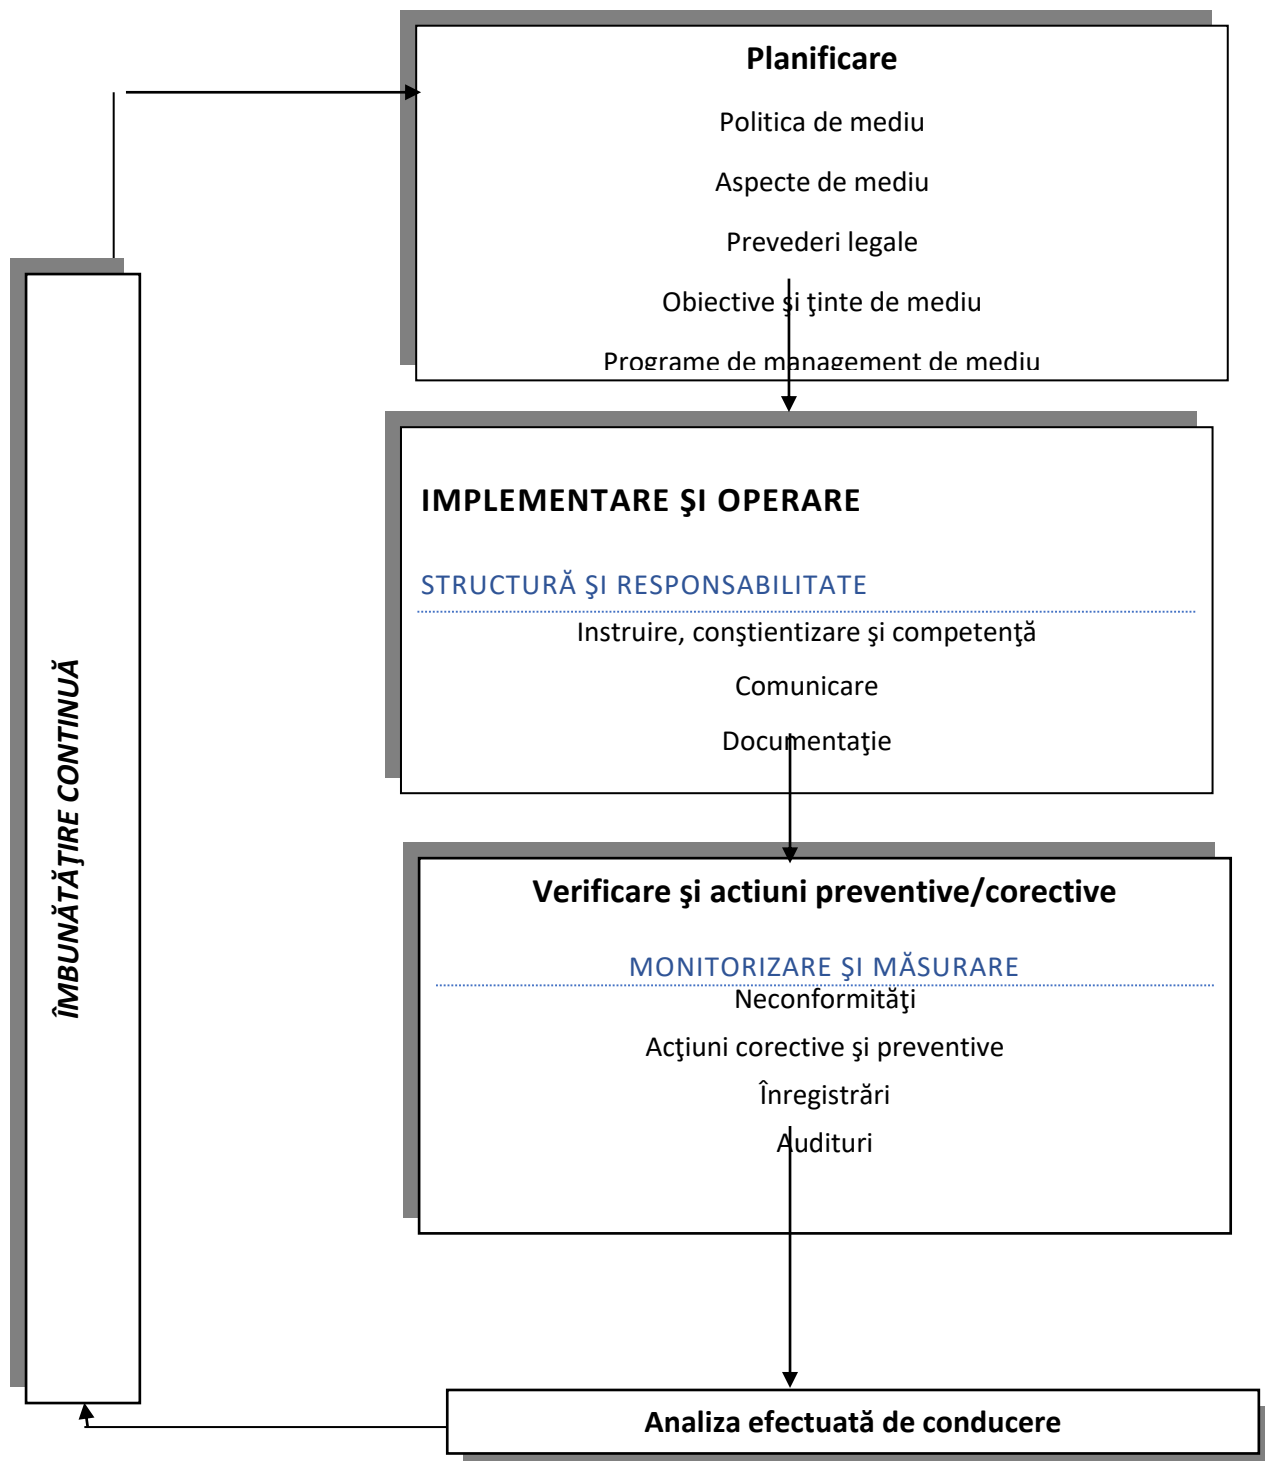 Planificare
Politica de mediu
Aspecte de mediu
Prevederi legale
Obiective şi ţinte de mediu
Programe de management de mediu
IMPLEMENTARE ŞI OPERARE
STRUCTURĂ ŞI RESPONSABILITATE
Instruire, conştientizare şi competenţă
Comunicare
Documentaţie
ÎMBUNĂTĂŢIRE CONTINUĂ
Verificare şi actiuni preventive/corective
MONITORIZARE ŞI MĂSURARE
Neconformităţi
Acţiuni corective şi preventive
Înregistrări
Audituri
Analiza efectuată de conducere